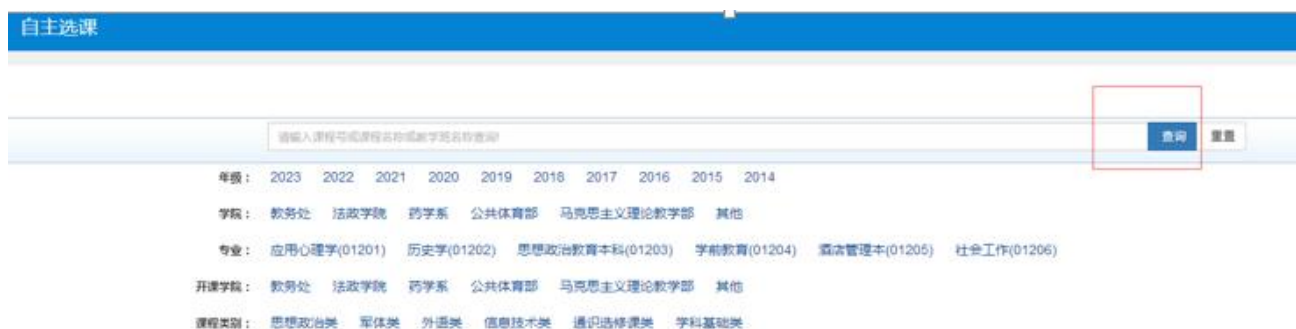 自主选课
请输入课程号或课程名称或教学班名称查询!
查询 重置
年级： 2023 2022 2021 2020 2019 2018 2017 2016 2015 2014
学院： 教务处 法政学院 药学系 公共体育部 马克思主义理论教学部 其他
专业： 应用心理学(01201) 历史学(01202) 思想政治教育本科(01203) 学前教育(01204) 酒店管理本(01205) 社会工作(01206)
开课学院： 教务处 法政学院 药学系 公共体育部 马克思主义理论教学部 其他
课程类别： 思想政治类 军体类 外语类 信息技术类 通识选修课类 学科基础类